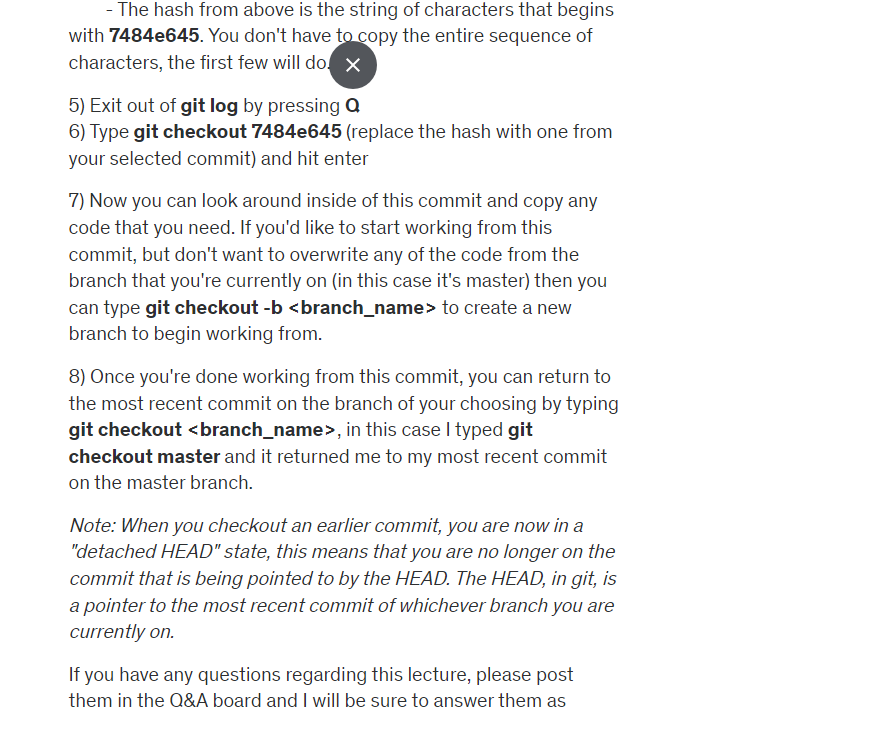 - The hash from above is the string of characters that begins
with 7484e645. You don't have to copy the entire sequence of
characters, the first few will do.
5) Exit out of git log by pressing Q
6) Type git checkout 7484e645 (replace the hash with one from
your selected commit) and hit enter
7) Now you can look around inside of this commit and copy any
code that you need. If you'd like to start working from this
commit, but don't want to overwrite any of the code from the
branch that you're currently on (in this case it's master) then you
can type git checkout -b <branch_name> to create a new
branch to begin working from.
8) Once you're done working from this commit, you can return to
the most recent commit on the branch of your choosing by typing
git checkout <branch_name>, in this case I typed git
checkout master and it returned me to my most recent commit
on the master branch.
Note: When you checkout an earlier commit, you are now in a
"detached HEAD" state, this means that you are no longer on the
commit that is being pointed to by the HEAD. The HEAD, in git, is
a pointer to the most recent commit of whichever branch you are
currently on.
If you have any questions regarding this lecture, please post
them in the Q&A board and I will be sure to answer them as